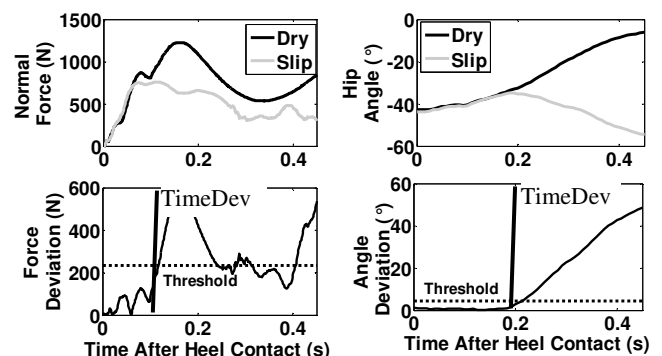 1500
1000
500
0
Normal
Force (N)
Dry
Slip
0
0.2
0.4
0
-20
-40
-60
Hip
Angle (°)
Dry
Slip
0
0.2
0.4
600
400
200
0
Force
Deviation (N)
TimeDev
Threshold
0
0.2
0.4
Time After Heel Contact (s)
60
40
20
0
Angle
Deviation (°)
TimeDev
Threshold
0
0.2
0.4
Time After Heel Contact (s)